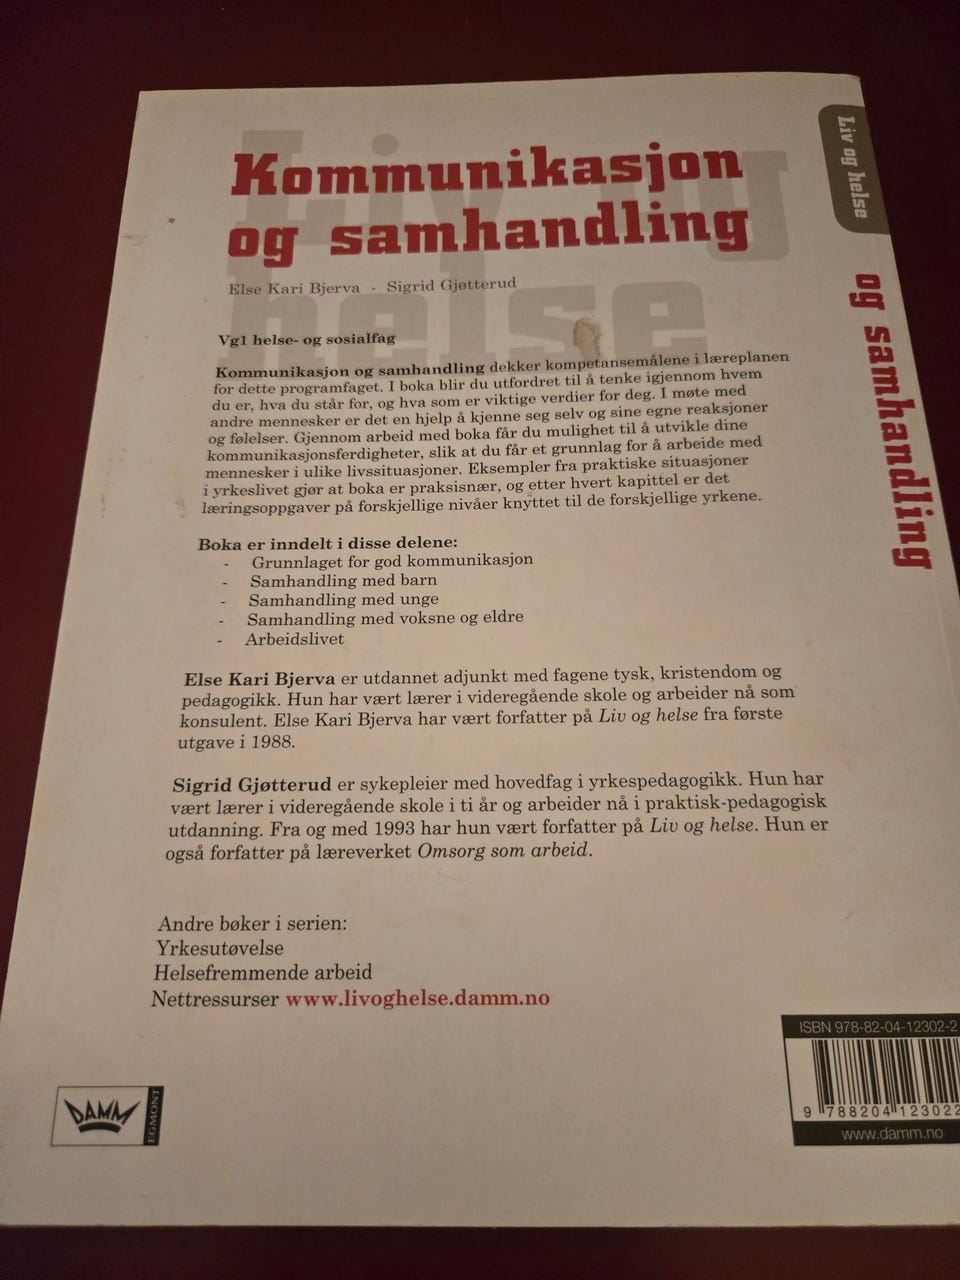 Kommunikasjon
og samhandling
Liv og
helse
Else Kari Bjerva - Sigrid Gjøtterud
Vg1 helse- og sosialfag
Kommunikasjon og samhandling dekker kompetansemålene i læreplanen
for dette programfaget. I boka blir du utfordret til å tenke igjennom hvem
du er, hva du står for, og hva som er viktige verdier for deg. I møte med
andre mennesker er det en hjelp å kjenne seg selv og sine egne reaksjoner
og følelser. Gjennom arbeid med boka får du mulighet til å utvikle dine
kommunikasjonsferdigheter, slik at du får et grunnlag for å arbeide med
mennesker i ulike livssituasjoner. Eksempler fra praktiske situasjoner
i yrkeslivet gjør at boka er praksisnær, og etter hvert kapittel er det
læringsoppgaver på forskjellige nivåer knyttet til de forskjellige yrkene.
Boka er inndelt i disse delene:
- Grunnlaget for god kommunikasjon
- Samhandling med barn
- Samhandling med unge
- Samhandling med voksne og eldre
- Arbeidslivet
Else Kari Bjerva er utdannet adjunkt med fagene tysk, kristendom og
pedagogikk. Hun har vært lærer i videregående skole og arbeider nå som
konsulent. Else Kari Bjerva har vært forfatter på Liv og helse fra første
utgave i 1988.
Sigrid Gjøtterud er sykepleier med hovedfag i yrkespedagogikk. Hun har
vært lærer i videregående skole i ti år og arbeider nå i praktisk-pedagogisk
utdanning. Fra og med 1993 har hun vært forfatter på Liv og helse. Hun er
også forfatter på læreverket Omsorg som arbeid.
Andre bøker i serien:
Yrkesutøvelse
Helsefremmende arbeid
Nettressurser www.livoghelse.damm.no
DAMM
EGMONT
ISBN 978-82-04-12302-2
9 788204 123022
www.damm.no
Liv og helse
og samhandling